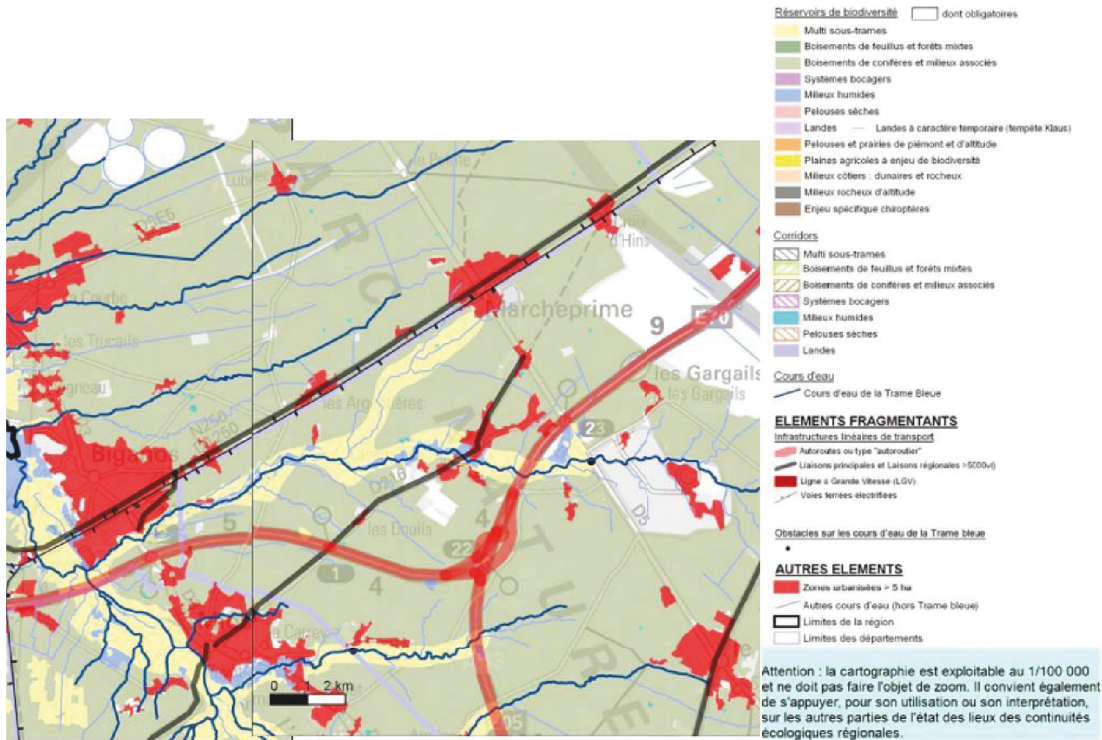 Réservoirs de biodiversité
dont obligatoires
Multi sous-trames
Boisements de feuillus et forêts mixtes
Boisements de conifères et milieux associés
Systèmes bocagers
Milieux humides
Pelouses sèches
Landes
Landes à caractère temporaire (tempête Klaus)
Pelouses et prairies de piémont et d'altitude
Plaines agricoles à enjeu de biodiversité
Milieux côtiers : dunaires et rocheux
Milieux rocheux d'altitude
Enjeu spécifique chiroptères
Corridors
Multi sous-trames
Boisements de feuillus et forêts mixtes
Boisements de conifères et milieux associés
Systèmes bocagers
Milieux humides
Pelouses sèches
Landes
Cours d'eau
Cours d'eau de la Trame Bleue
ELEMENTS FRAGMENTANTS
Infrastructures linéaires de transport
Autoroutes ou type "autoroutier"
Liaisons principales et Liaisons régionales >5000v/j
Ligne à Grande Vitesse (LGV)
Voies ferrées électrifiées
Obstacles sur les cours d'eau de la Trame bleue
AUTRES ELEMENTS
Zones urbanisées > 5 ha
Autres cours d'eau (hors Trame bleue)
Limites de la région
Limites des départements
Attention : la cartographie est exploitable au 1/100 000
et ne doit pas faire l'objet de zoom. Il convient également
de s'appuyer, pour son utilisation ou son interprétation,
sur les autres parties de l'état des lieux des continuités
écologiques régionales.
D3E5
d'Hins
Marcheprime
9
les Gargails
les Gargails
23
Biganos
N250
D216
D5
5
les Douils
4
22
1
4
0 1 2 km